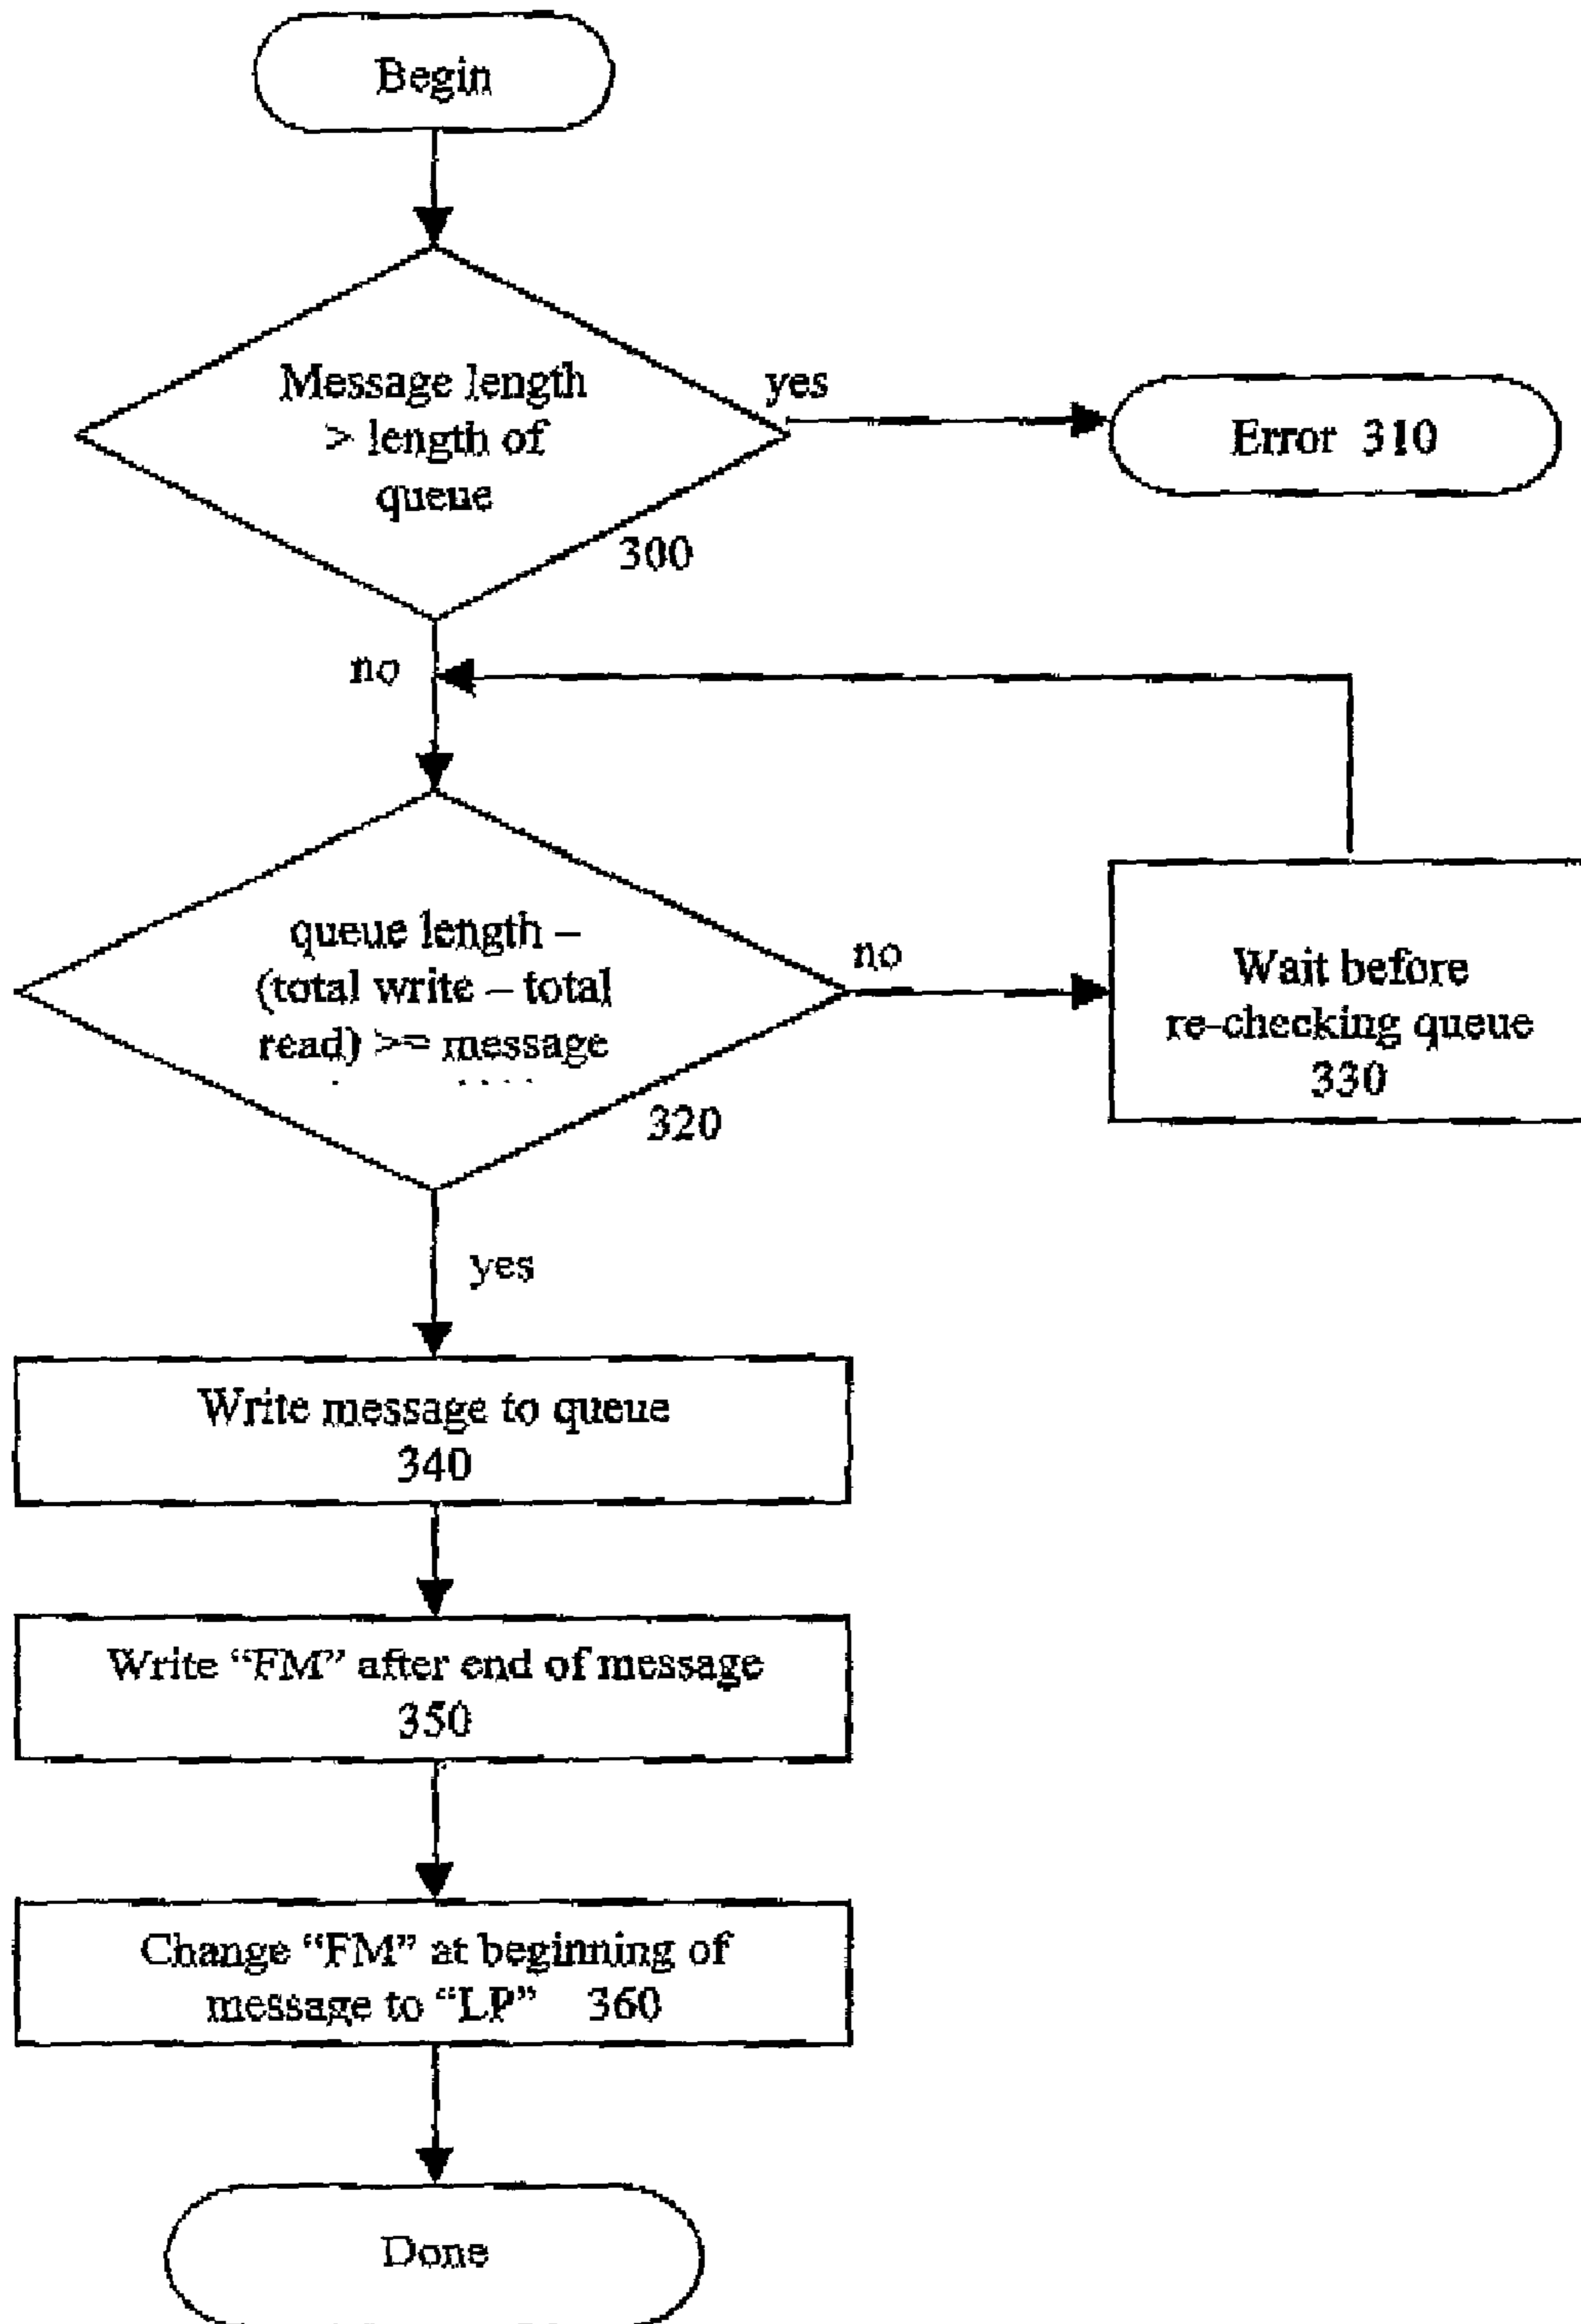 Begin
Message length
> length of
queue
300
yes
Error 310
no
queue length –
(total write – total
read) >= message
320
no
Wait before
re-checking queue
330
yes
Write message to queue
340
Write “FM” after end of message
350
Change “FM” at beginning of
message to “LP” 360
Done